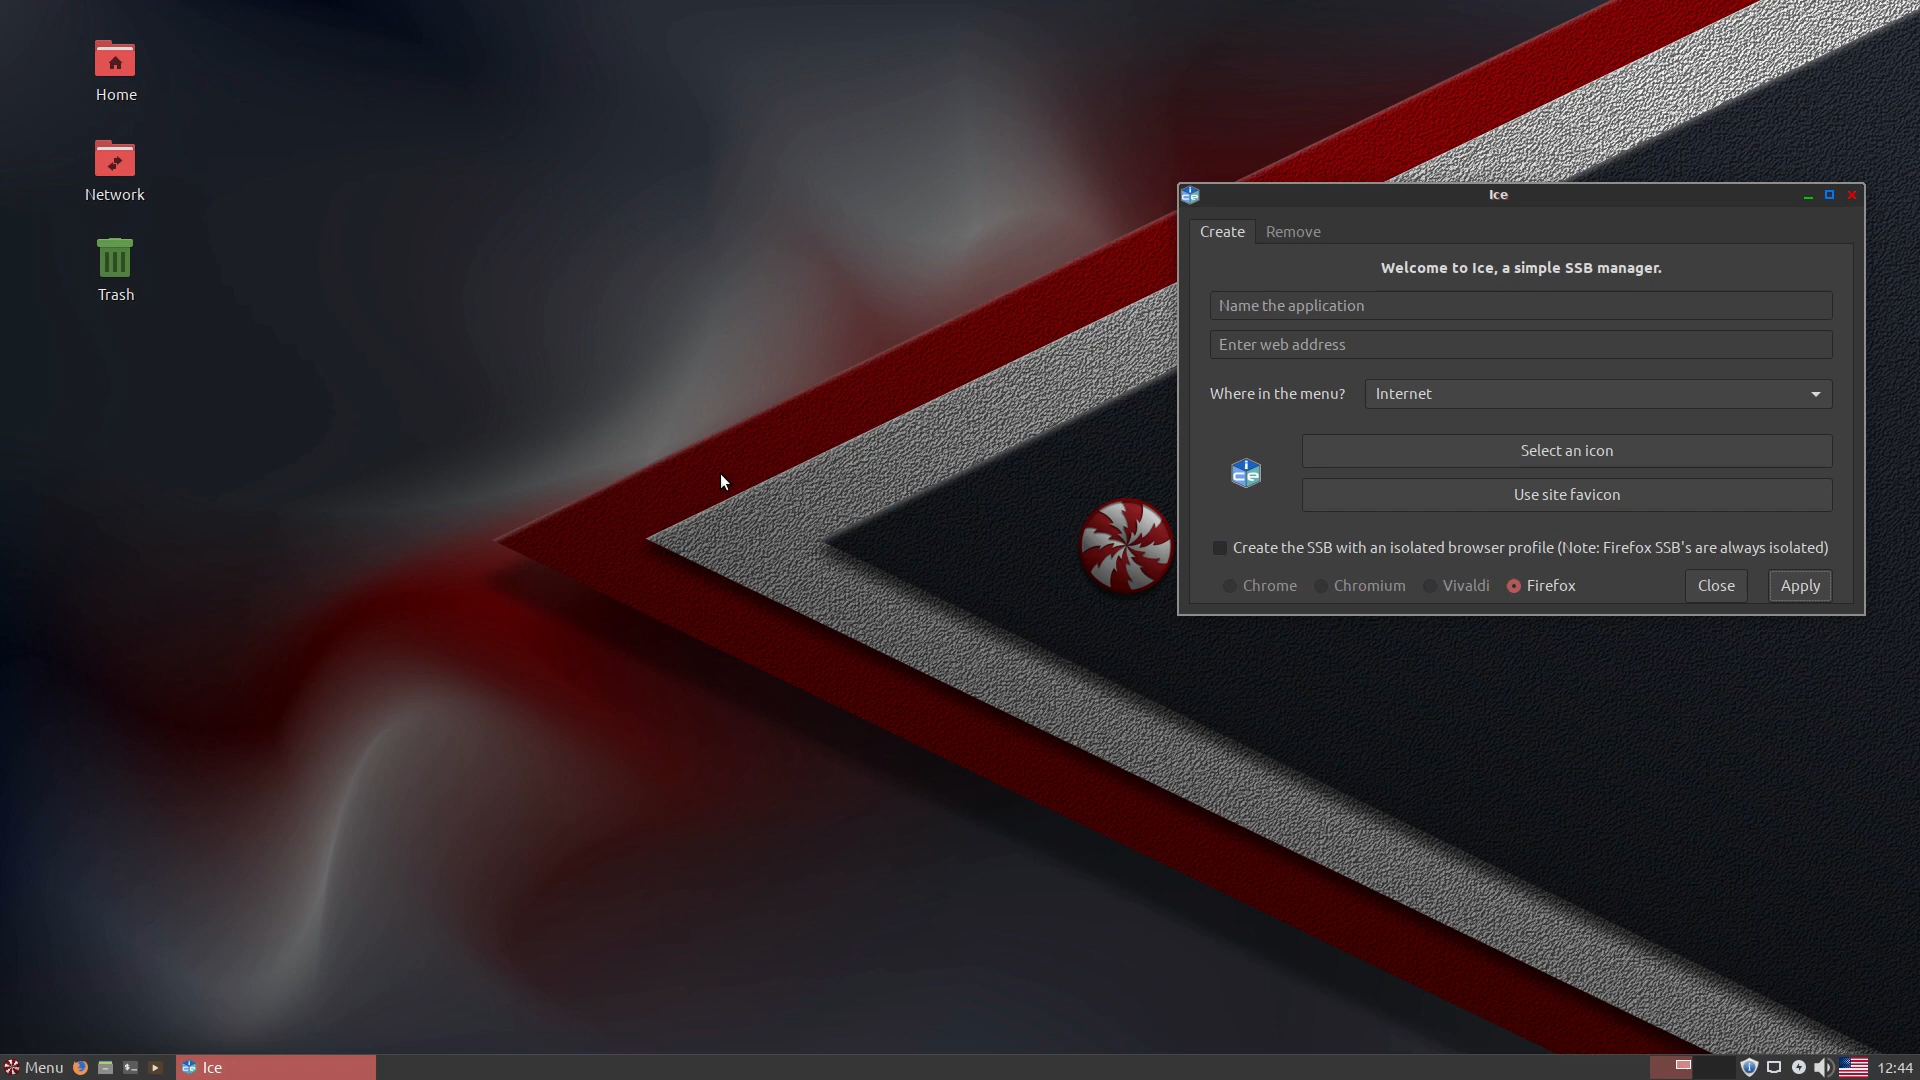 Home
Network
Trash
Ice
Create Remove
Welcome to Ice, a simple SSB manager.
Name the application
Enter web address
Where in the menu? Internet
Select an icon
Use site favicon
Create the SSB with an isolated browser profile (Note: Firefox SSB's are always isolated)
Chrome Chromium Vivaldi Firefox Close Apply
Menu Ice 12:44